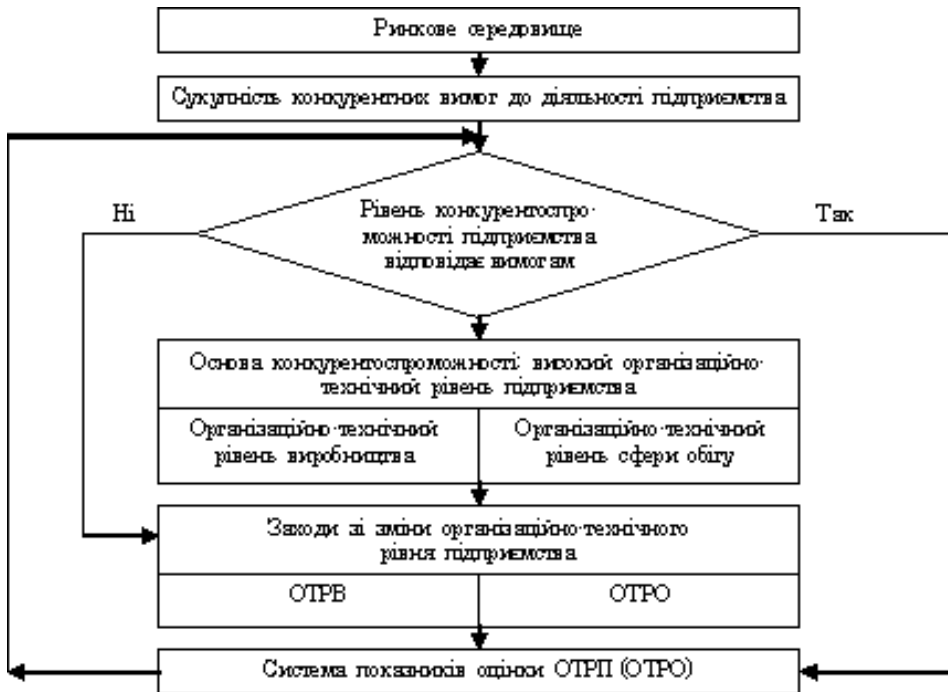 Ринкове середовище
Сукупність конкурентних вимог до діяльності підприємства
Ні
Так
Рівень конкурентоспро-
можності підприємства
відповідає вимогам
Основа конкурентоспроможності: високий організаційно-
технічний рівень підприємства
Організаційно-технічний
рівень виробництва
Організаційно-технічний
рівень сфери обігу
Заходи зі зміни організаційно-технічного
рівня підприємства
ОТРВ
ОТРО
Система показників оцінки ОТРП (ОТРО)